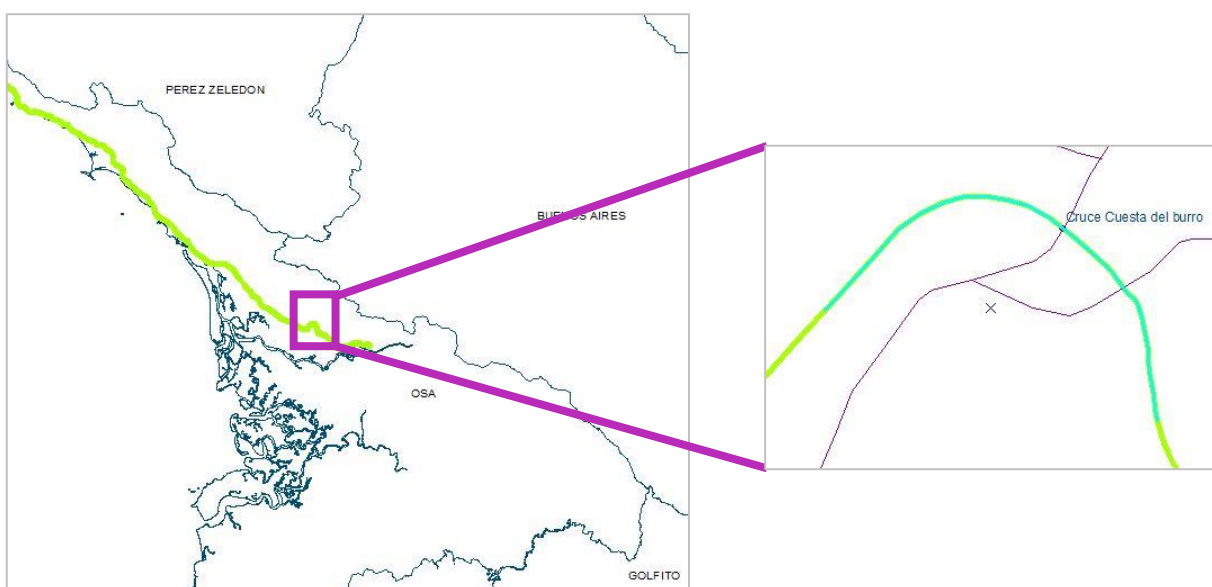 PEREZ ZELEDON
BUENOS AIRES
Cruce Cuesta del burro
OSA
GOLFITO